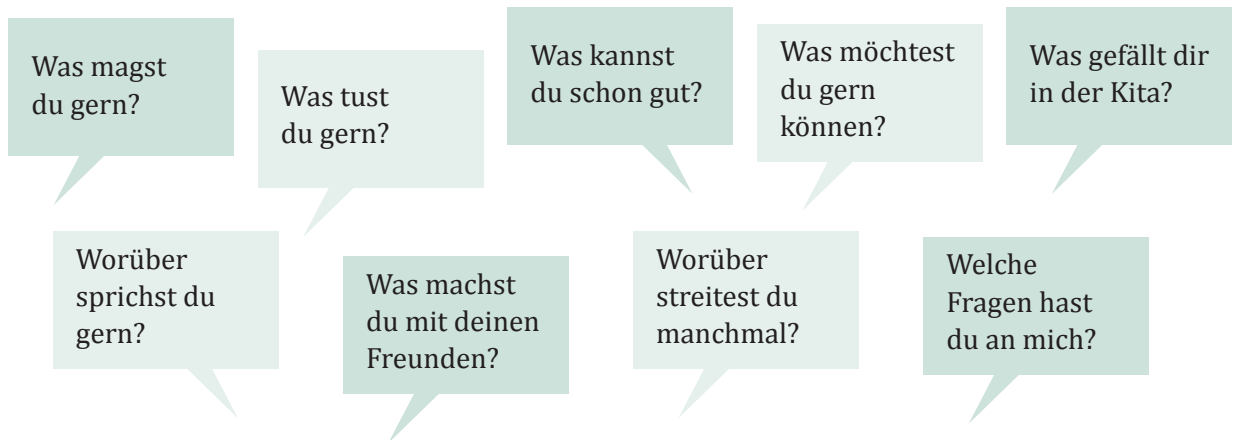 Was magst
du gern?
Was tust
du gern?
Was kannst
du schon gut?
Was möchtest
du gern
können?
Was gefällt dir
in der Kita?
Worüber
sprichst du
gern?
Was machst
du mit deinen
Freunden?
Worüber
streitest du
manchmal?
Welche
Fragen hast
du an mich?